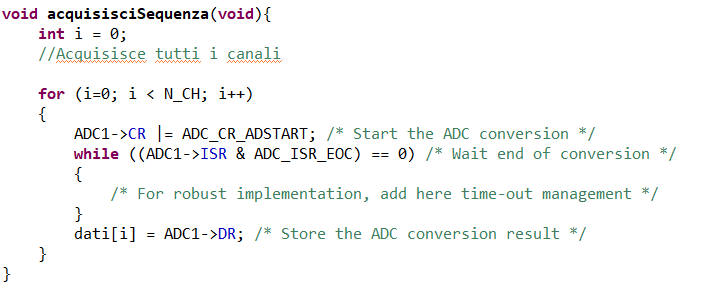 void acquisisciSequenza(void){
int i = 0;
//Acquisisce tutti i canali
for (i=0; i < N_CH; i++)
{
ADC1->CR |= ADC_CR_ADSTART; /* Start the ADC conversion */
while ((ADC1->ISR & ADC_ISR_EOC) == 0) /* Wait end of conversion */
{
/* For robust implementation, add here time-out management */
}
dati[i] = ADC1->DR; /* Store the ADC conversion result */
}
}